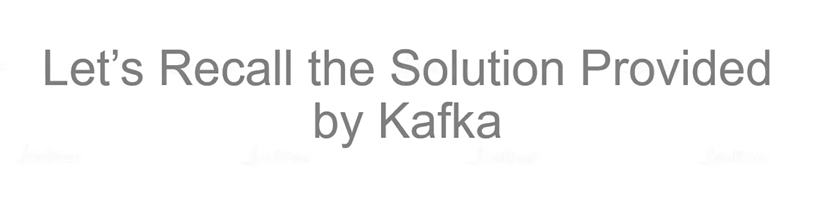 Let’s Recall the Solution Provided
by Kafka